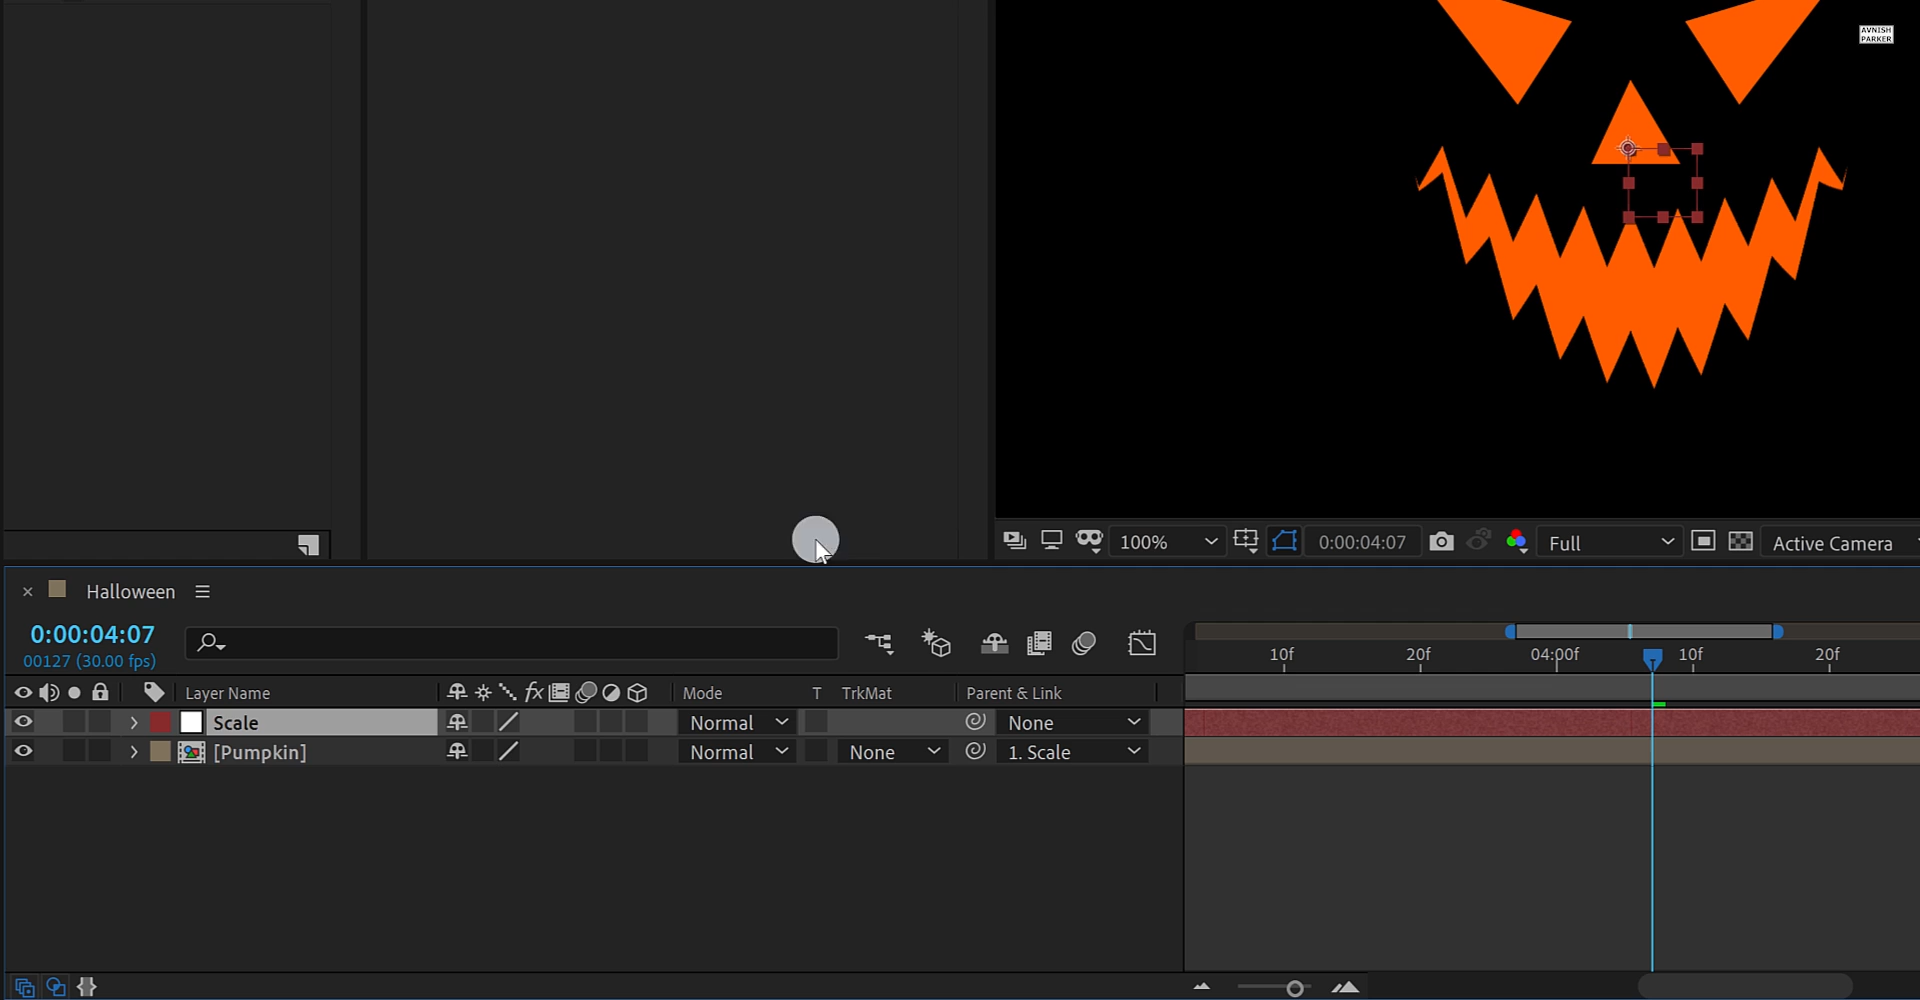 AVNISH
PARKER
100%
0:00:04:07
Full
Active Camera
Halloween
0:00:04:07
00127 (30.00 fps)
10f
20f
04:00f
10f
20f
Layer Name
fx
Mode
T
TrkMat
Parent & Link
Scale
Normal
None
[Pumpkin]
Normal
None
1. Scale